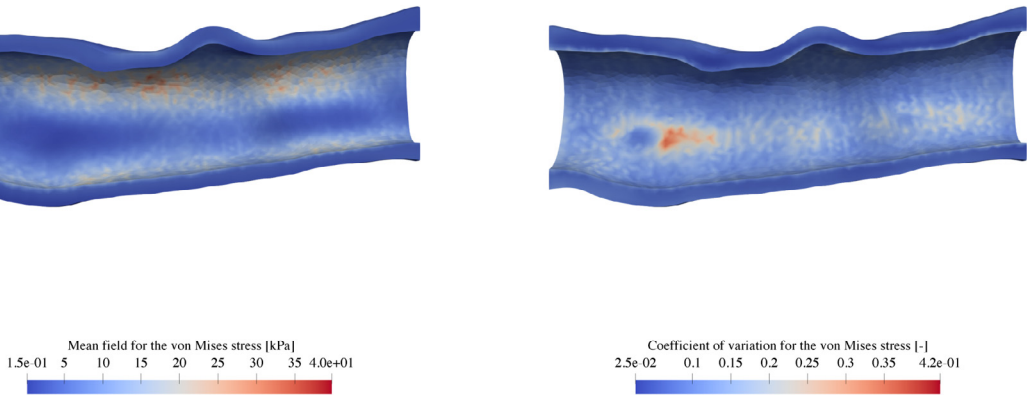 Mean field for the von Mises stress [kPa]
1.5e-01 5 10 15 20 25 30 35 4.0e+01
Coefficient of variation for the von Mises stress [-]
2.5e-02 0.1 0.15 0.2 0.25 0.3 0.35 4.2e-01